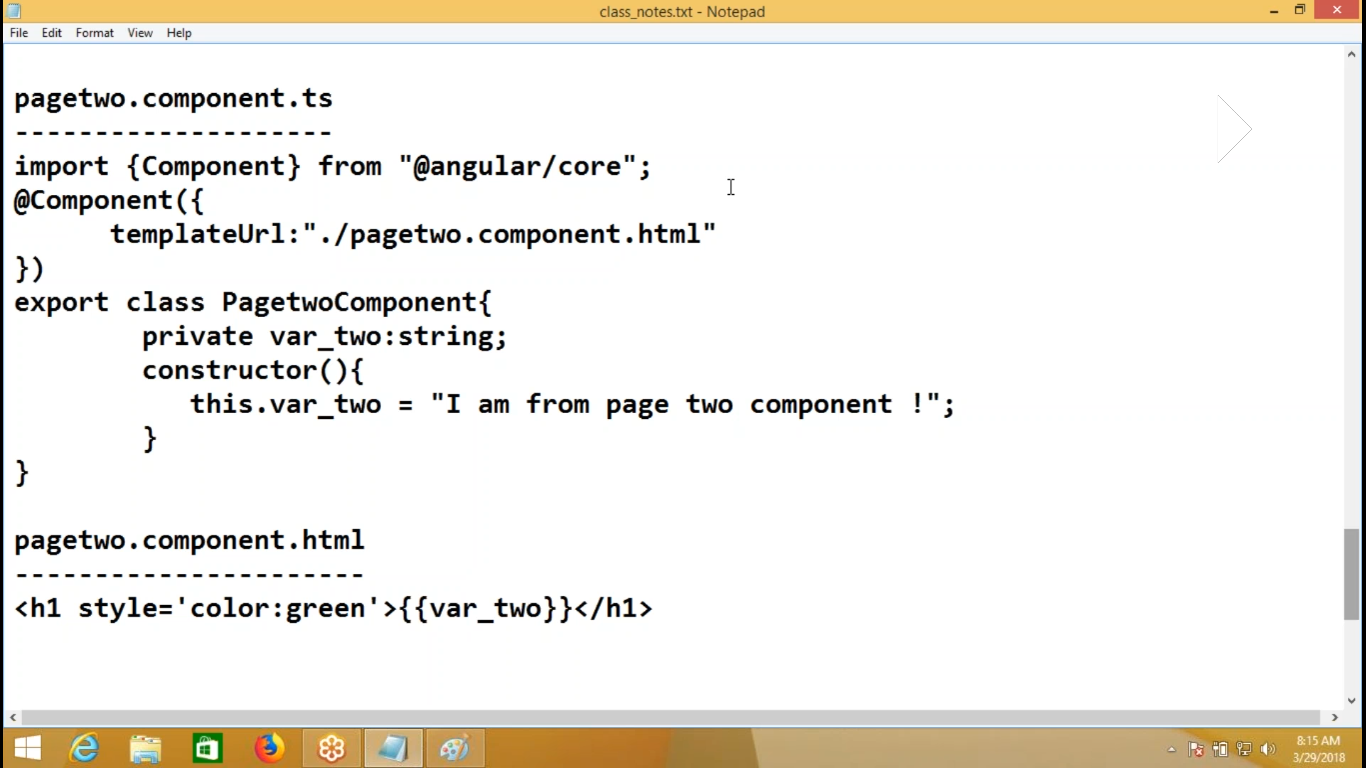 class_notes.txt - Notepad
File Edit Format View Help
pagetwo.component.ts
--------------------
import {Component} from "@angular/core";
@Component({
      templateUrl:"./pagetwo.component.html"
})
export class PagetwoComponent{
        private var_two:string;
        constructor(){
           this.var_two = "I am from page two component !";
        }
}
pagetwo.component.html
----------------------
<h1 style='color:green'>{{var_two}}</h1>
8:15 AM
3/29/2018